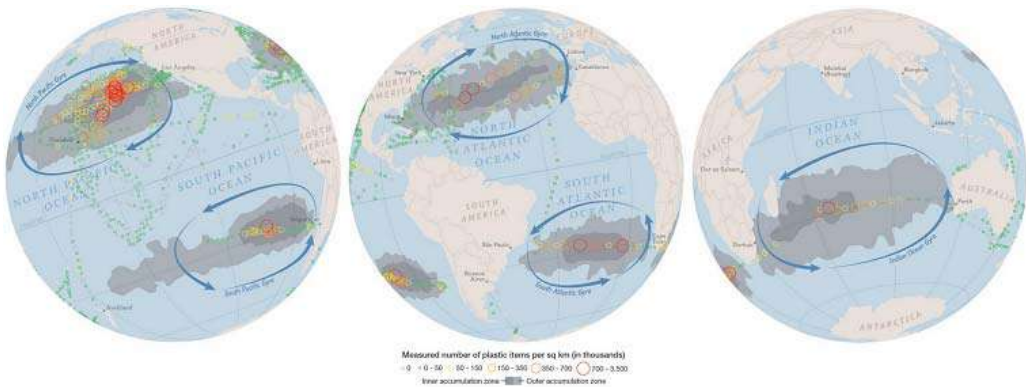 NORTH
AMERICA
Los Angeles
North Pacific Gyre
Honolulu
NORTH PACIFIC
OCEAN
SOUTH PACIFIC
OCEAN
SOUTH
AMERICA
Lima
South Pacific Gyre
Auckland
North Atlantic Gyre
EUROPE
Lisbon
Casablanca
New York
NORTH
AMERICA
Miami
NORTH
ATLANTIC
OCEAN
SOUTH
AMERICA
SOUTH
ATLANTIC
OCEAN
São Paulo
Buenos
Aires
South Atlantic Gyre
ASIA
Mumbai
(Bombay)
Bangkok
Jakarta
INDIAN
OCEAN
AFRICA
Dar es Salaam
Durban
AUSTRALIA
Perth
Indian Ocean Gyre
ANTARCTICA
Measured number of plastic items per sq km (in thousands)
0 0 - 50 50 - 150 150 - 350 350 - 700 700 - 3,500
Inner accumulation zone Outer accumulation zone